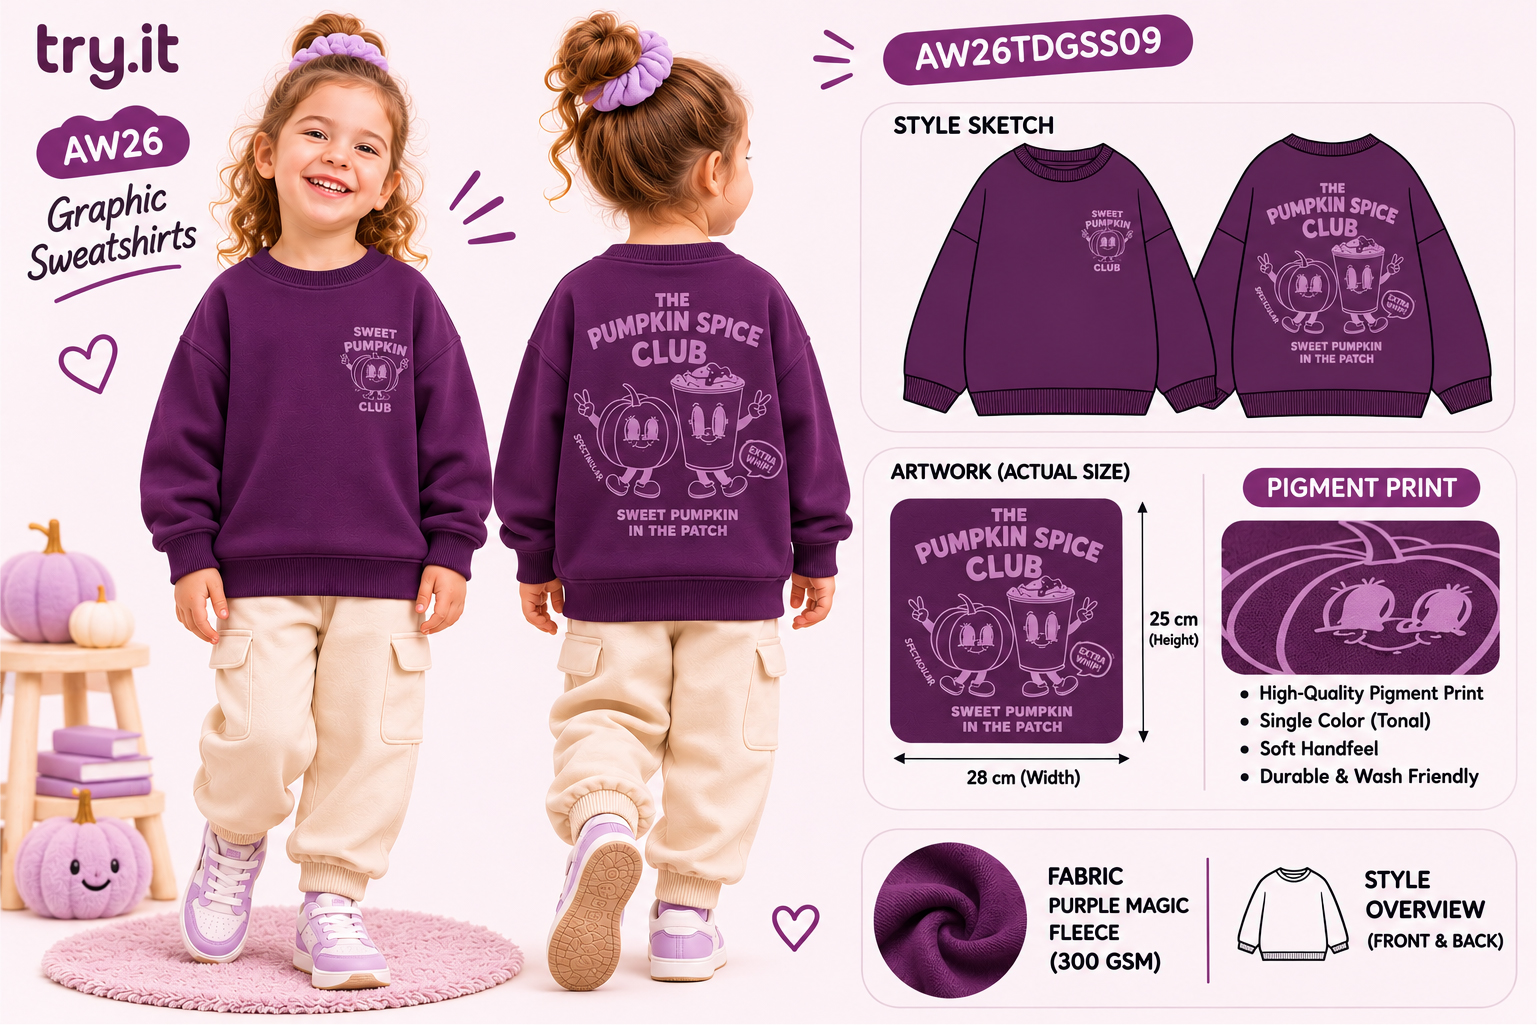 try.it
AW26
Graphic
Sweatshirts
SWEET
PUMPKIN
CLUB
THE
PUMPKIN SPICE
CLUB
SPECTACULAR
EXTRA
WHIP!
SWEET PUMPKIN
IN THE PATCH
AW26TDGSS09
STYLE SKETCH
SWEET
PUMPKIN
CLUB
THE
PUMPKIN SPICE
CLUB
SPECTACULAR
EXTRA
WHIP!
SWEET PUMPKIN
IN THE PATCH
ARTWORK (ACTUAL SIZE)
THE
PUMPKIN SPICE
CLUB
EXTRA
WHIP!
SWEET PUMPKIN
IN THE PATCH
25 cm
(Height)
28 cm (Width)
PIGMENT PRINT
• High-Quality Pigment Print
• Single Color (Tonal)
• Soft Handfeel
• Durable & Wash Friendly
FABRIC
PURPLE MAGIC
FLEECE
(300 GSM)
STYLE
OVERVIEW
(FRONT & BACK)